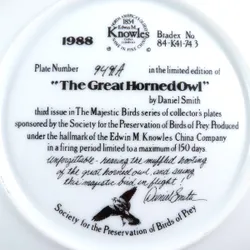 1988
1854
Edwin M.
Knowles
Bradex No
84-K41-74.3
Plate Number 944A in the limited edition of
"The Great Horned Owl"
by Daniel Smith
third issue in The Majestic Birds series of collector's plates
sponsored by the Society for the Preservation of Birds of Prey Produced
under the hallmark of the Edwin M. Knowles China Company
in a firing period limited to a maximum of 150 days
Unforgettable - hearing the muffled hooting
of the great horned owl and seeing
this majestic bird in flight!
Daniel Smith
Society for the Preservation of Birds of Prey